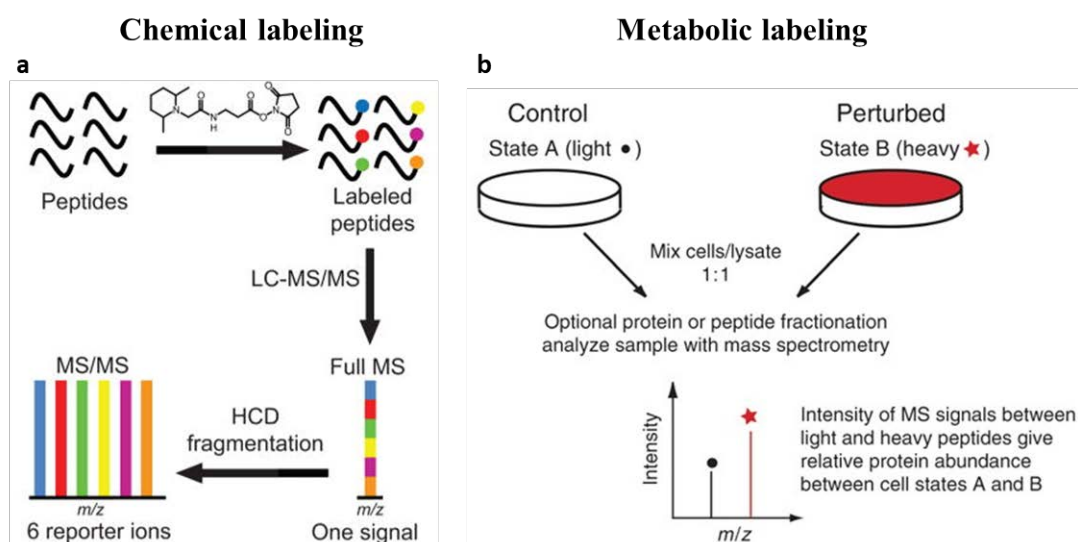 Chemical labeling
a
N
O
N
H
O
O
N
O
O
Peptides
Labeled
peptides
LC-MS/MS
MS/MS
Full MS
HCD
fragmentation
m/z
6 reporter ions
m/z
One signal
Metabolic labeling
b
Control
State A (light ●)
Perturbed
State B (heavy ★)
Mix cells/lysate
1:1
Optional protein or peptide fractionation
analyze sample with mass spectrometry
Intensity
m/z
Intensity of MS signals between
light and heavy peptides give
relative protein abundance
between cell states A and B